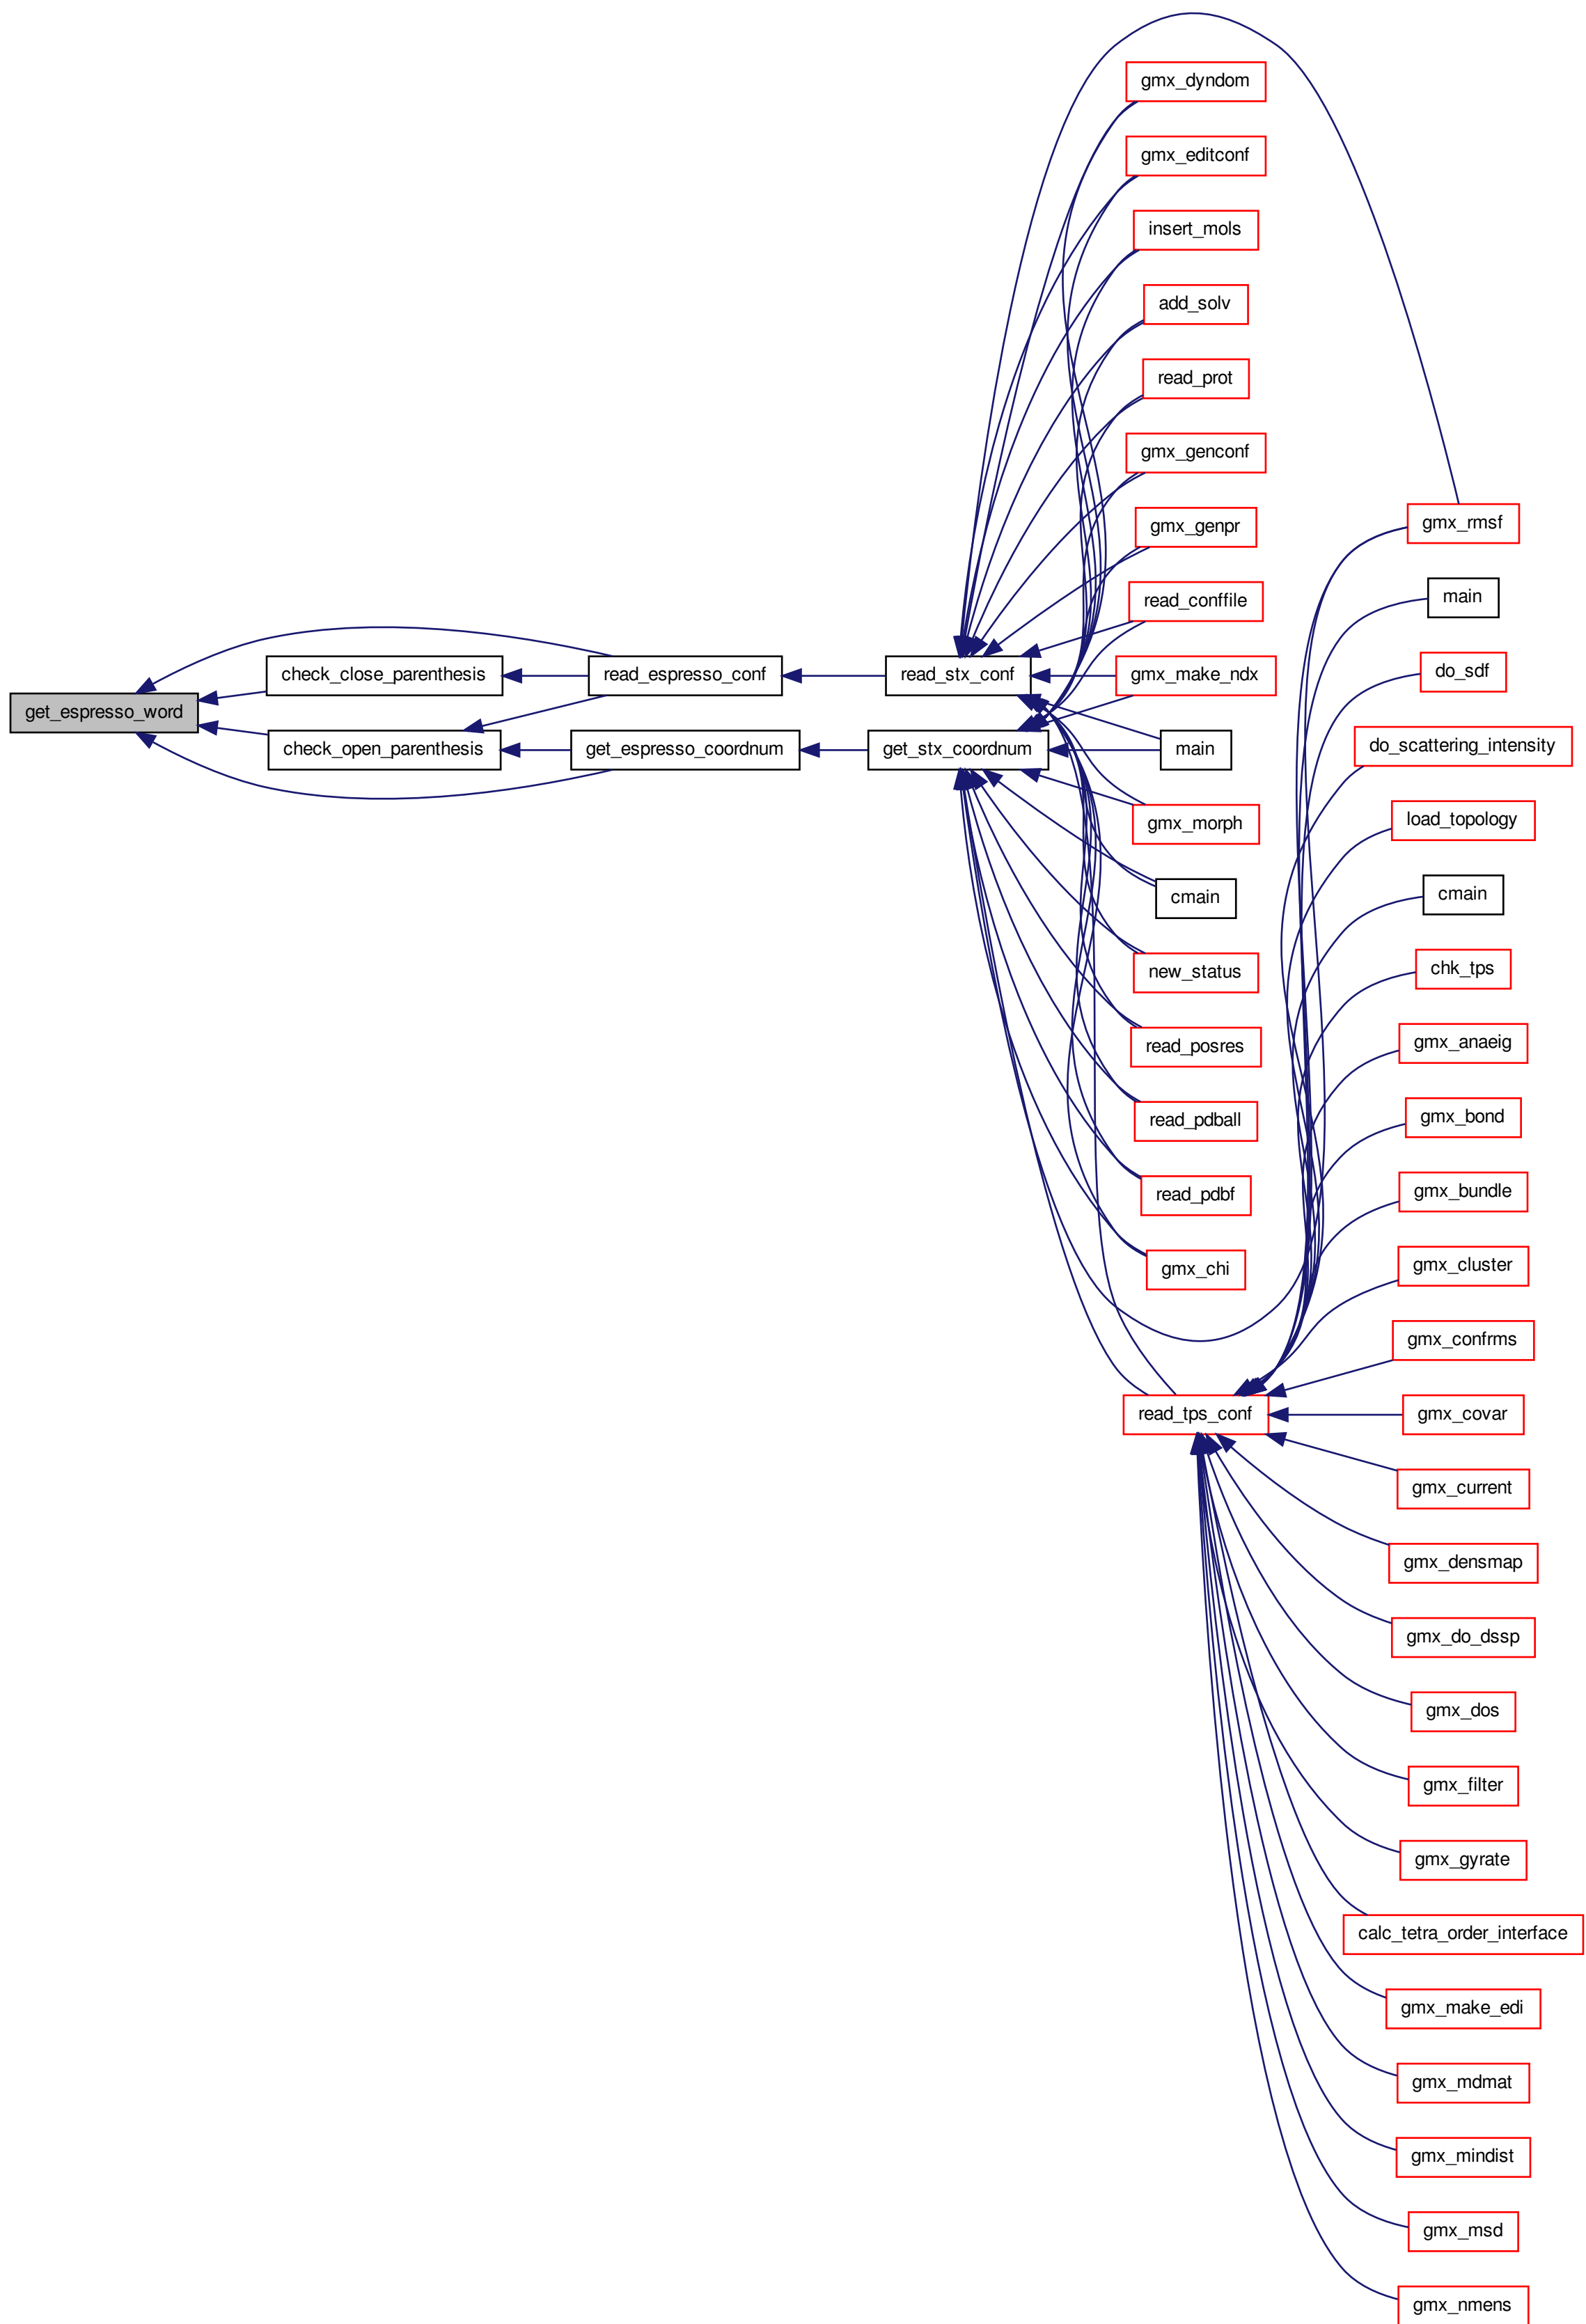 get_espresso_word
check_close_parenthesis
check_open_parenthesis
read_espresso_conf
get_espresso_coordnum
read_stx_conf
get_stx_coordnum
gmx_dyndom
gmx_editconf
insert_mols
add_solv
read_prot
gmx_genconf
gmx_genpr
read_conffile
gmx_make_ndx
main
gmx_morph
cmain
new_status
read_posres
read_pdball
read_pdbf
gmx_chi
read_tps_conf
gmx_rmsf
main
do_sdf
do_scattering_intensity
load_topology
cmain
chk_tps
gmx_anaeig
gmx_bond
gmx_bundle
gmx_cluster
gmx_confrms
gmx_covar
gmx_current
gmx_densmap
gmx_do_dssp
gmx_dos
gmx_filter
gmx_gyrate
calc_tetra_order_interface
gmx_make_edi
gmx_mdmat
gmx_mindist
gmx_msd
gmx_nmens